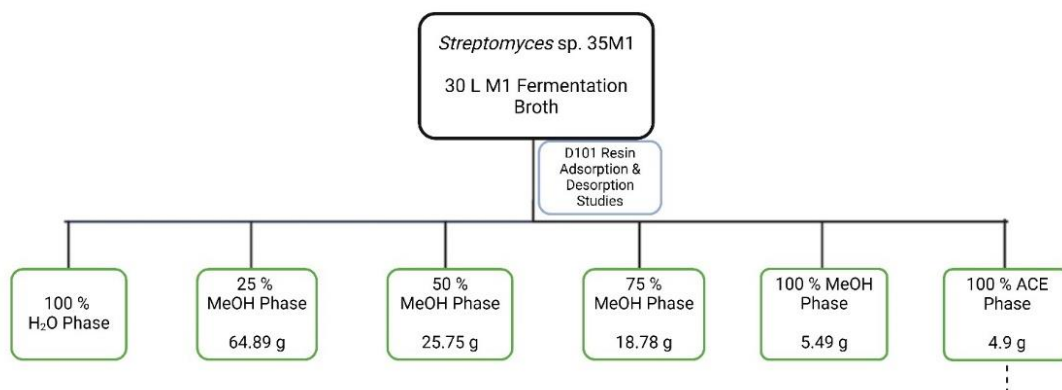 Streptomyces sp. 35M1
30 L M1 Fermentation
Broth
D101 Resin
Adsorption &
Desorption
Studies
100 %
H₂O Phase
25 %
MeOH Phase
64.89 g
50 %
MeOH Phase
25.75 g
75 %
MeOH Phase
18.78 g
100 % MeOH
Phase
5.49 g
100 % ACE
Phase
4.9 g